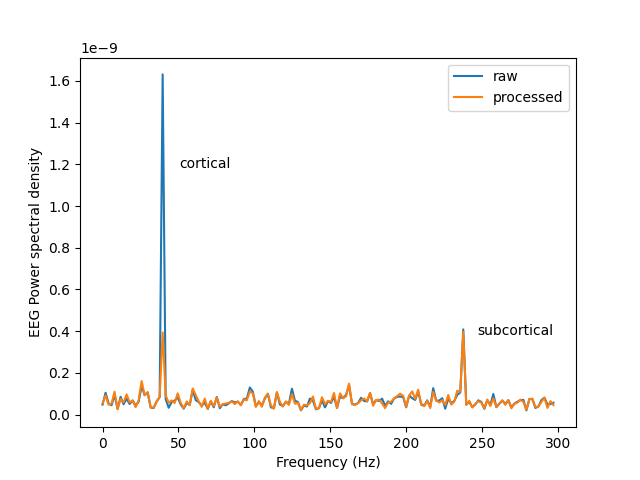 1e−9
raw
processed
cortical
subcortical
EEG Power spectral density
1.6
1.4
1.2
1.0
0.8
0.6
0.4
0.2
0.0
0 50 100 150 200 250 300
Frequency (Hz)